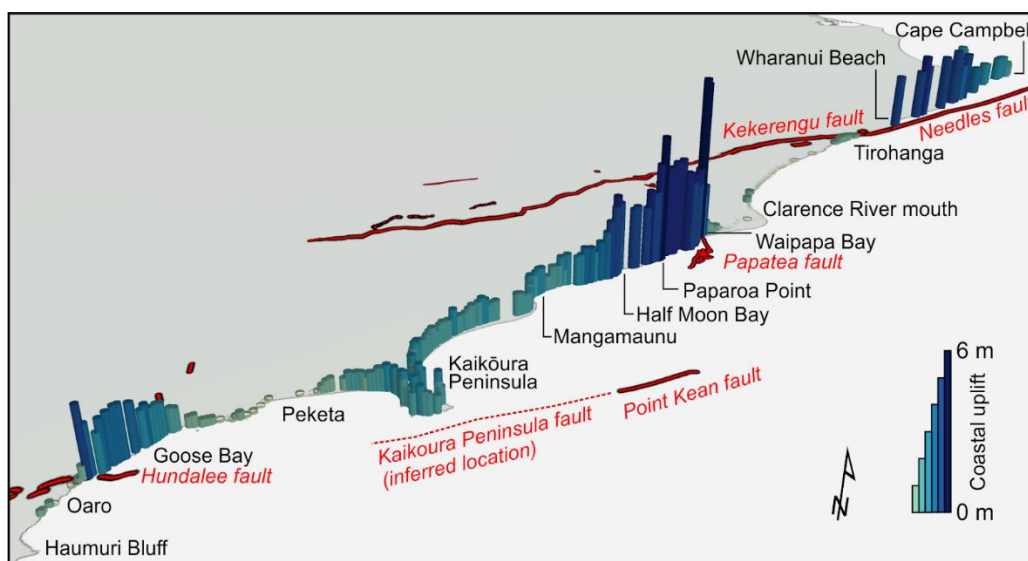 Cape Campbell
Wharanui Beach
Kekerengu fault
Needles fault
Tirohanga
Clarence River mouth
Waipapa Bay
Papatea fault
Paparoa Point
Half Moon Bay
Mangamaunu
Kaikōura
Peninsula
Peketa
Point Kean fault
Kaikoura Peninsula fault
(inferred location)
Goose Bay
Hundalee fault
Oaro
Haumuri Bluff
N
6 m
Coastal uplift
0 m